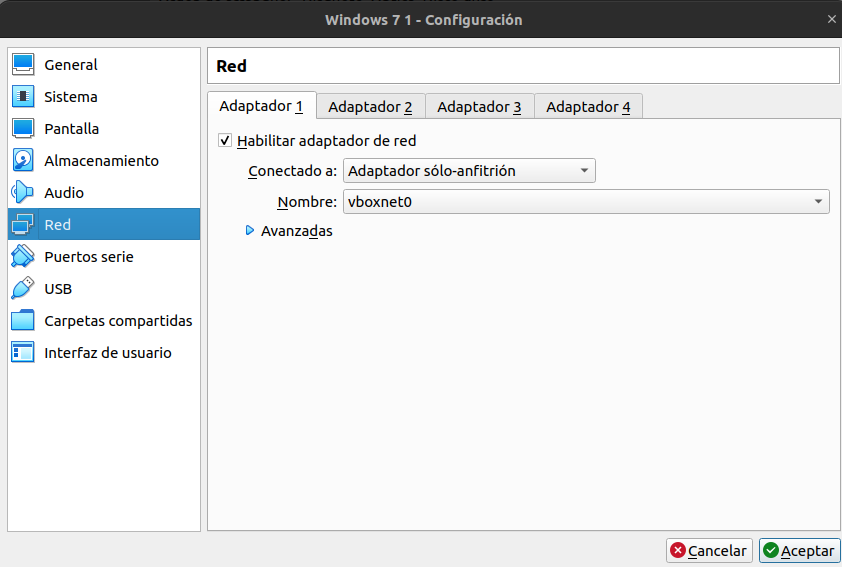 Windows 7 1 - Configuración
General
Sistema
Pantalla
Almacenamiento
Audio
Red
Puertos serie
USB
Carpetas compartidas
Interfaz de usuario
Red
Adaptador 1 Adaptador 2 Adaptador 3 Adaptador 4
Habilitar adaptador de red
Conectado a: Adaptador sólo-anfitrión
Nombre: vboxnet0
Avanzadas
Cancelar Aceptar